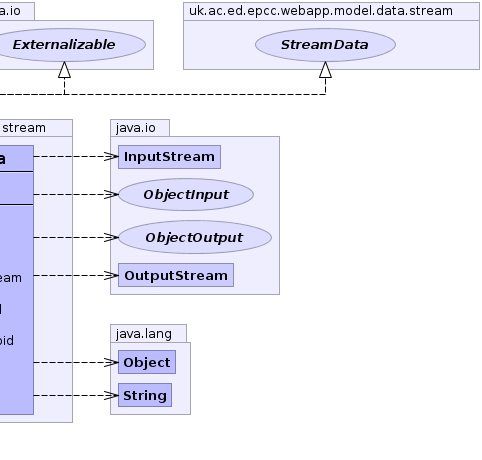 a.io
uk.ac.ed.epcc.webapp.model.data.stream
Externalizable
StreamData
stream
java.io
a
InputStream
ObjectInput
ObjectOutput
eam
OutputStream
oid
java.lang
Object
String